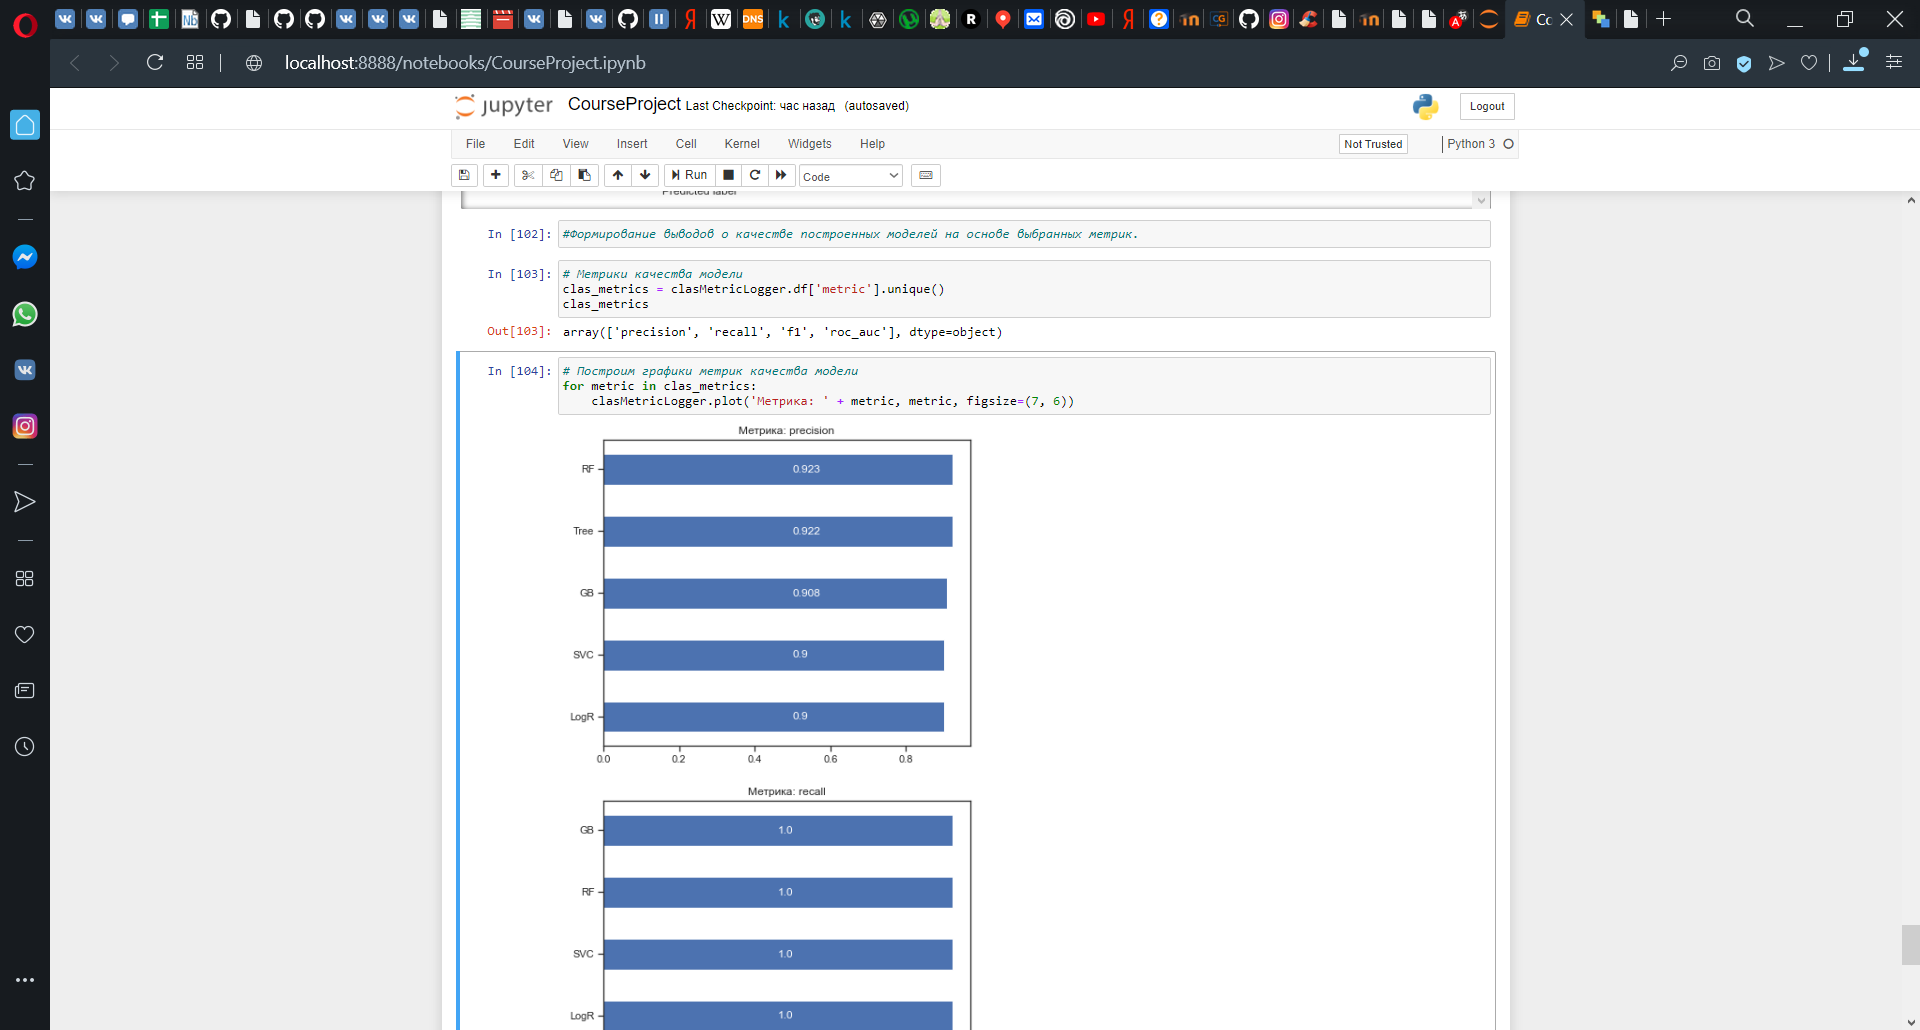 Cc
localhost:8888/notebooks/CourseProject.ipynb
jupyter CourseProject Last Checkpoint: час назад (autosaved)
Logout
File Edit View Insert Cell Kernel Widgets Help
Not Trusted
Python 3
Run
Code
Predicted label
In [102]: #Формирование выводов о качестве построенных моделей на основе выбранных метрик.
In [103]: # Метрики качества модели
clas_metrics = clasMetricLogger.df['metric'].unique()
clas_metrics
Out[103]: array(['precision', 'recall', 'f1', 'roc_auc'], dtype=object)
In [104]: # Построим графики метрик качества модели
for metric in clas_metrics:
clasMetricLogger.plot('Метрика: ' + metric, metric, figsize=(7, 6))
Метрика: precision
RF 0.923
Tree 0.922
GB 0.908
SVC 0.9
LogR 0.9
0.0 0.2 0.4 0.6 0.8
Метрика: recall
GB 1.0
RF 1.0
SVC 1.0
LogR 1.0